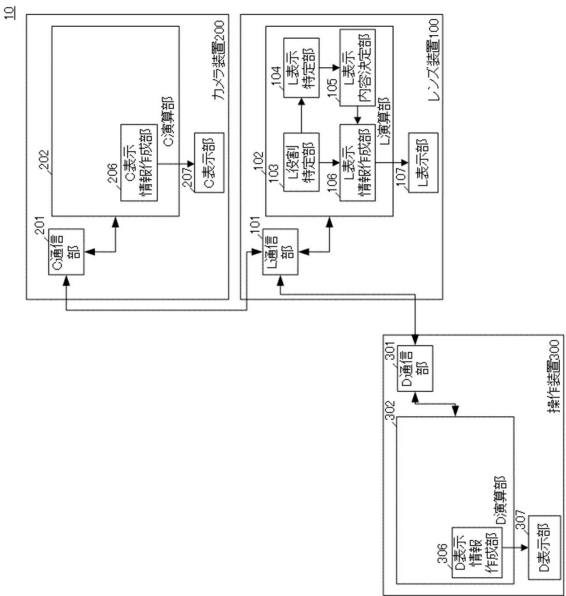 10
カメラ装置200
202
C演算部
206
C表示
情報作成部
207
C表示部
201
C通信
部
レンズ装置100
102
L演算部
104
L表示
特定部
105
L表示
内容決定部
103
L役割
特定部
106
L表示
情報作成部
107
L表示部
101
L通信
部
操作装置300
301
D通信
部
302
D演算部
306
D表示
情報
作成部
307
D表示部